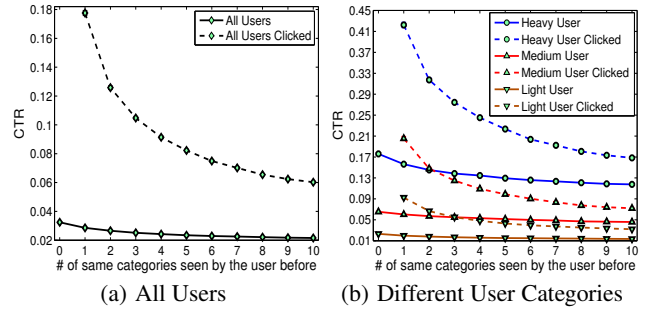 0.18
0.16
0.14
0.12
0.1
0.08
0.06
0.04
0.02
CTR
All Users
All Users Clicked
0 1 2 3 4 5 6 7 8 9 10
# of same categories seen by the user before
(a) All Users
0.45
0.41
0.37
0.33
0.29
0.25
0.21
0.17
0.13
0.09
0.05
0.01
CTR
Heavy User
Heavy User Clicked
Medium User
Medium User Clicked
Light User
Light User Clicked
0 1 2 3 4 5 6 7 8 9 10
# of same categories seen by the user before
(b) Different User Categories